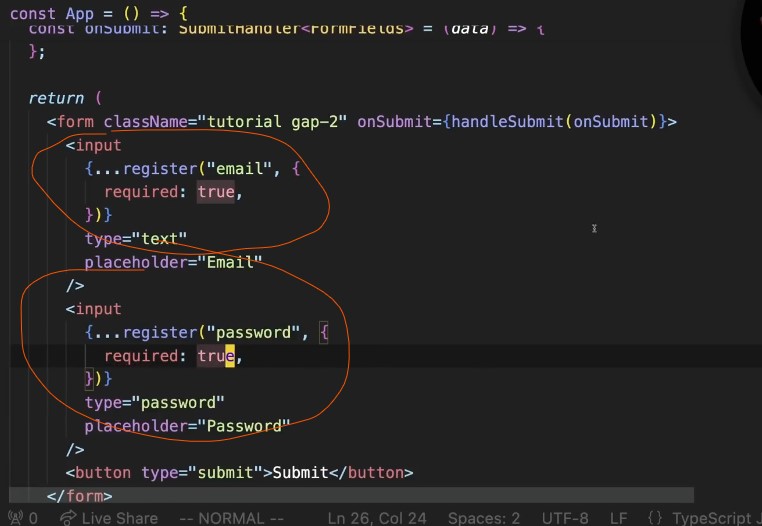 const App = () => {
const onSubmit: SubmitHandler<FormFields> = (data) => {
};
return (
<form className="tutorial gap-2" onSubmit={handleSubmit(onSubmit)}>
<input
{...register("email", {
required: true,
})}
type="text"
placeholder="Email"
/>
<input
{...register("password", {
required: true,
})}
type="password"
placeholder="Password"
/>
<button type="submit">Submit</button>
</form>
0 Live Share -- NORMAL -- Ln 26, Col 24 Spaces: 2 UTF-8 LF {} TypeScript J